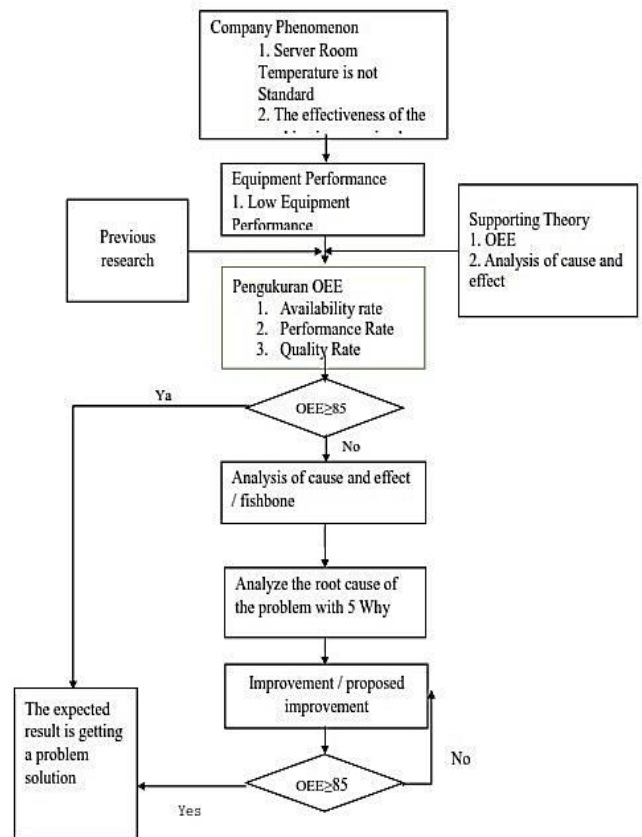 Company Phenomenon
1. Server Room
Temperature is not
Standard
2. The effectiveness of the
Equipment Performance
1. Low Equipment
Performance
Previous
research
Supporting Theory
1. OEE
2. Analysis of cause and
effect
Pengukuran OEE
1. Availability rate
2. Performance Rate
3. Quality Rate
Ya
OEE≥85
No
Analysis of cause and effect
/ fishbone
Analyze the root cause of
the problem with 5 Why
Improvement / proposed
improvement
The expected
result is getting
a problem
solution
No
OEE≥85
Yes